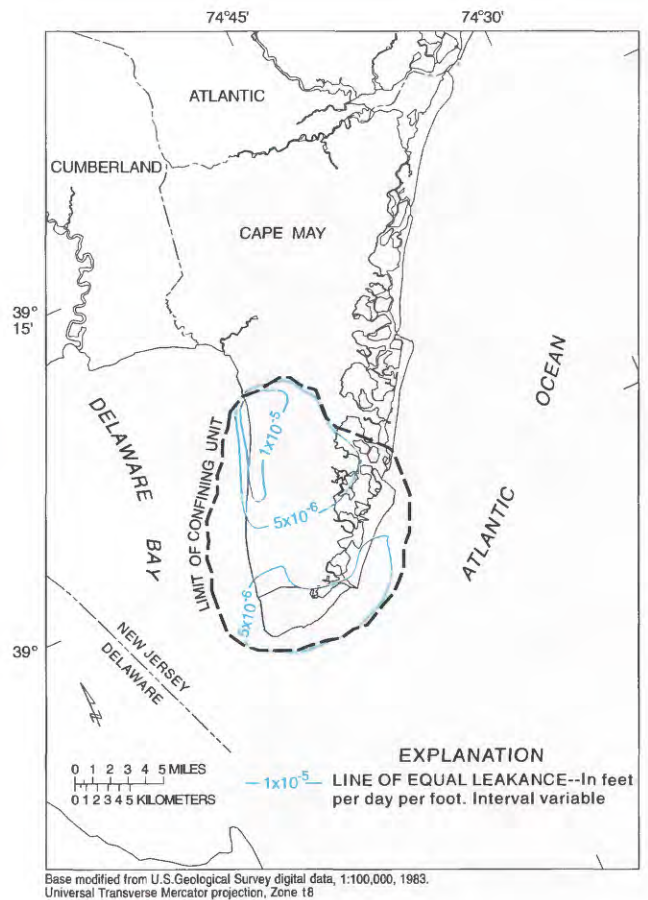 74°45' 74°30'
ATLANTIC
CUMBERLAND
CAPE MAY
39°
15'
OCEAN
DELAWARE
BAY
1x10⁻⁵
5x10⁻⁶
ATLANTIC
LIMIT OF CONFINING UNIT
5x10⁻⁶
39°
NEW JERSEY
DELAWARE
EXPLANATION
0 1 2 3 4 5 MILES
0 1 2 3 4 5 KILOMETERS
1x10⁻⁵ LINE OF EQUAL LEAKANCE--In feet
per day per foot. Interval variable
Base modified from U.S.Geological Survey digital data, 1:100,000, 1983.
Universal Transverse Mercator projection, Zone 18